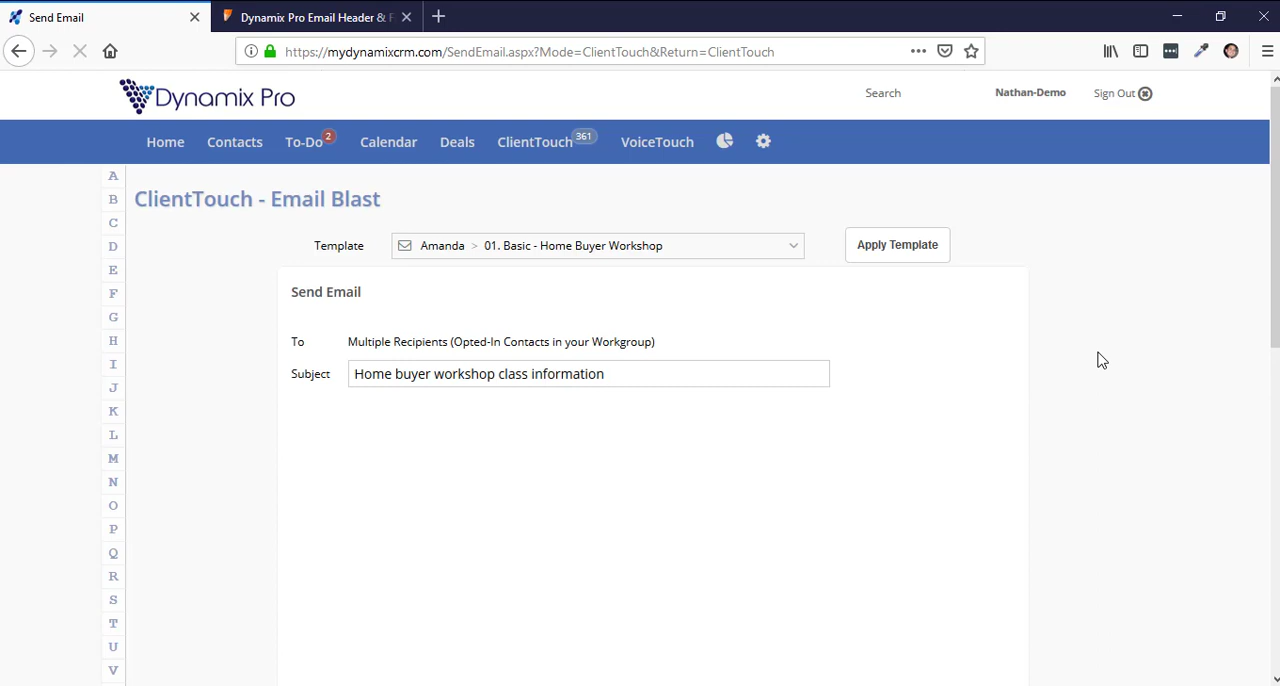 Send Email
Dynamix Pro Email Header & F
https://mydynamixcrm.com/SendEmail.aspx?Mode=ClientTouch&Return=ClientTouch
Dynamix Pro
Search
Nathan-Demo
Sign Out
Home
Contacts
To-Do 2
Calendar
Deals
ClientTouch 361
VoiceTouch
A
B
C
D
E
F
G
H
I
J
K
L
M
N
O
P
Q
R
S
T
U
V
ClientTouch - Email Blast
Template
Amanda > 01. Basic - Home Buyer Workshop
Apply Template
Send Email
To
Multiple Recipients (Opted-In Contacts in your Workgroup)
Subject
Home buyer workshop class information